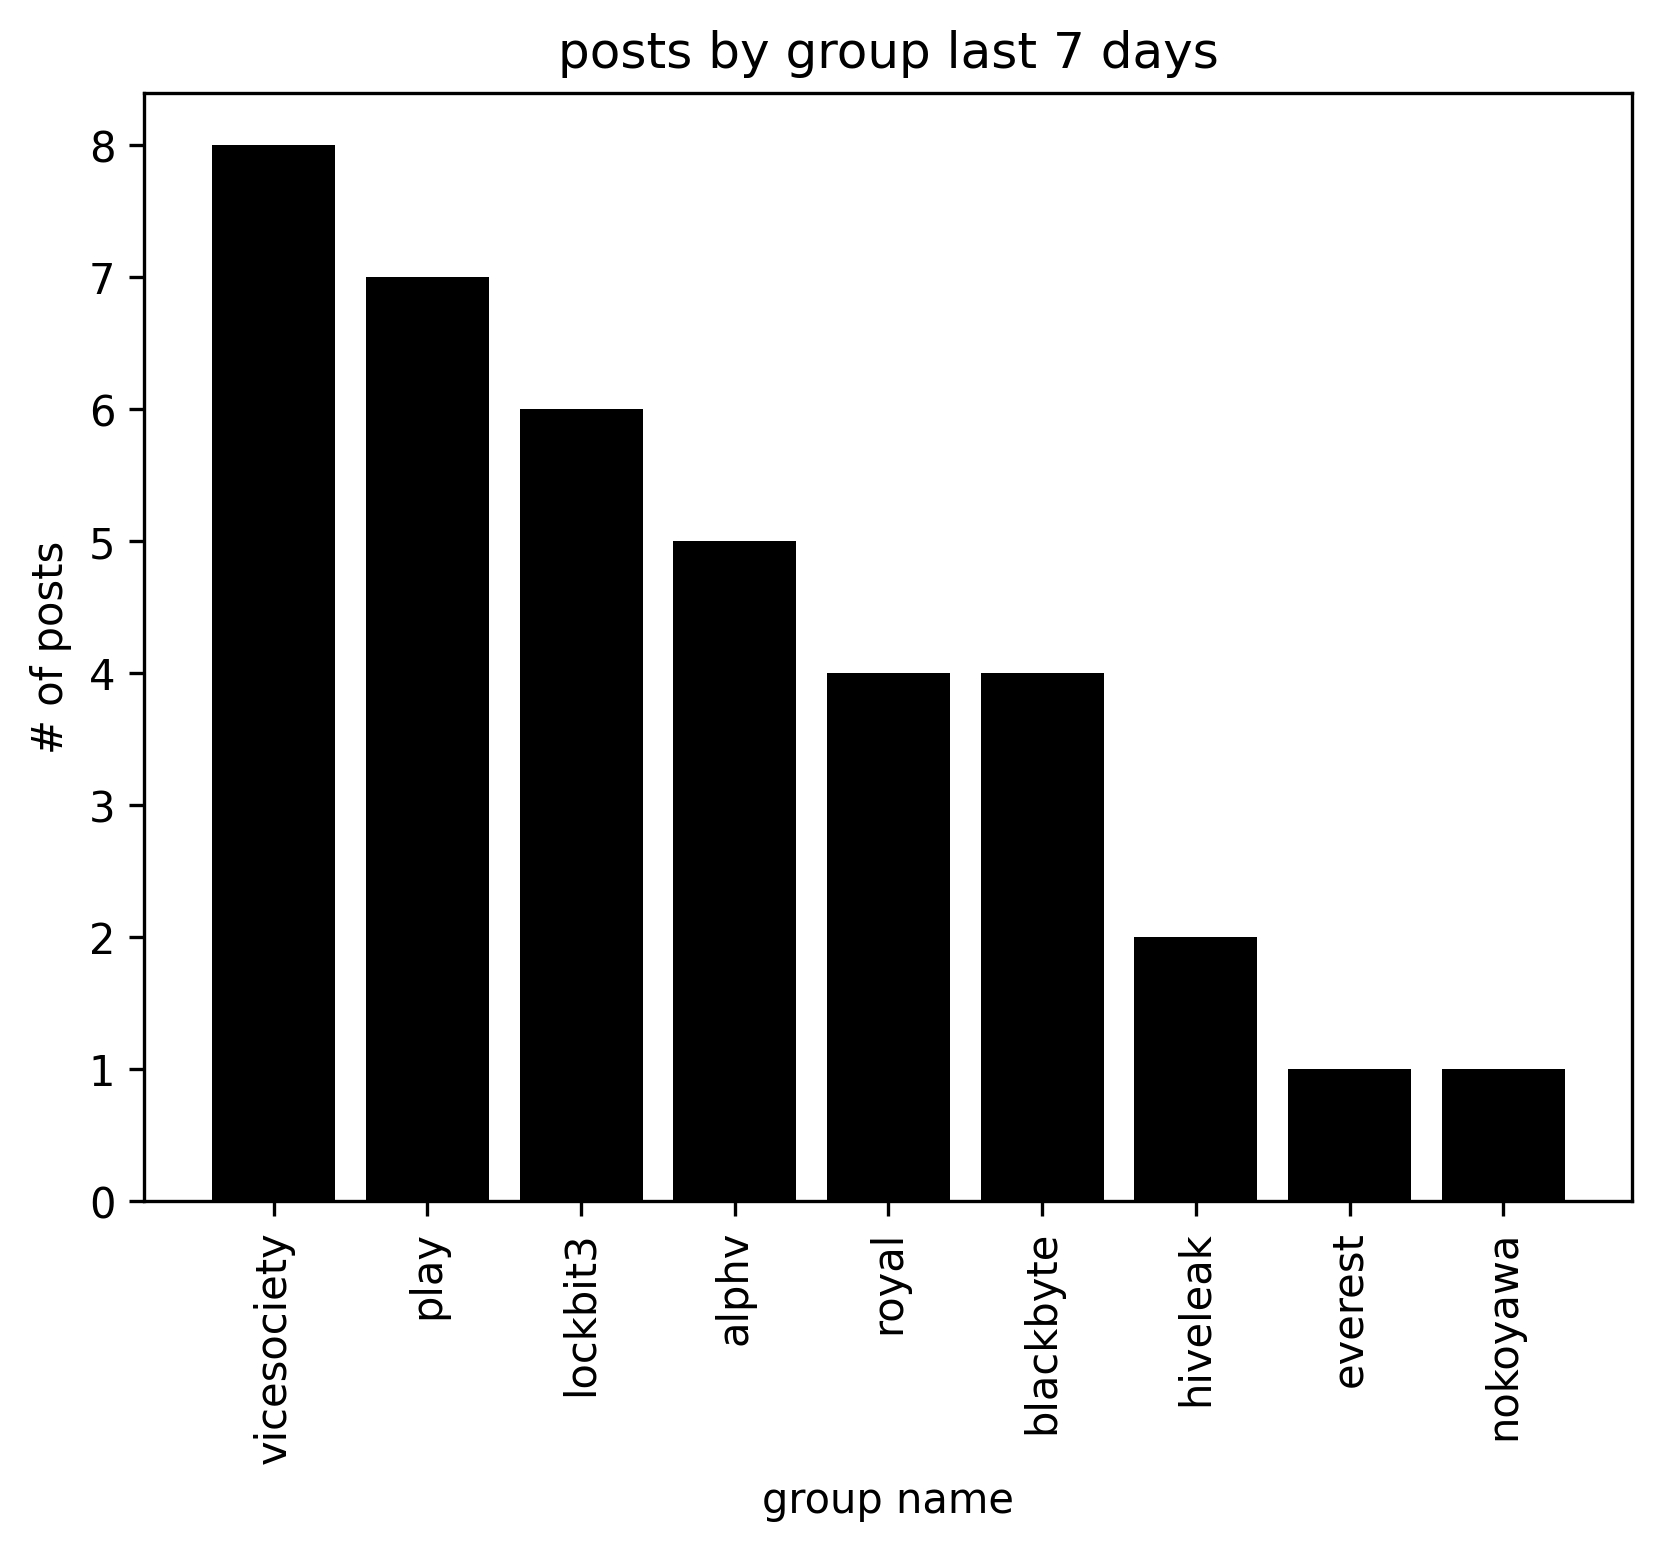 posts by group last 7 days
# of posts
8
7
6
5
4
3
2
1
0
vicesociety
play
lockbit3
alphv
royal
blackbyte
hiveleak
everest
nokoyawa
group name